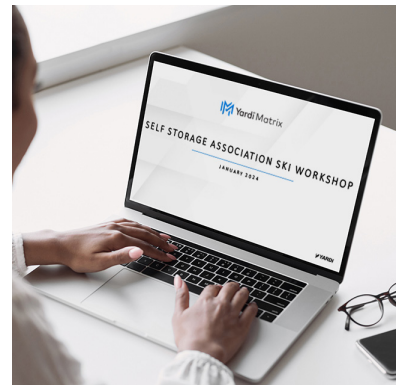 Yardi Matrix
SELF STORAGE ASSOCIATION SKI WORKSHOP
JANUARY 2024
YARDI